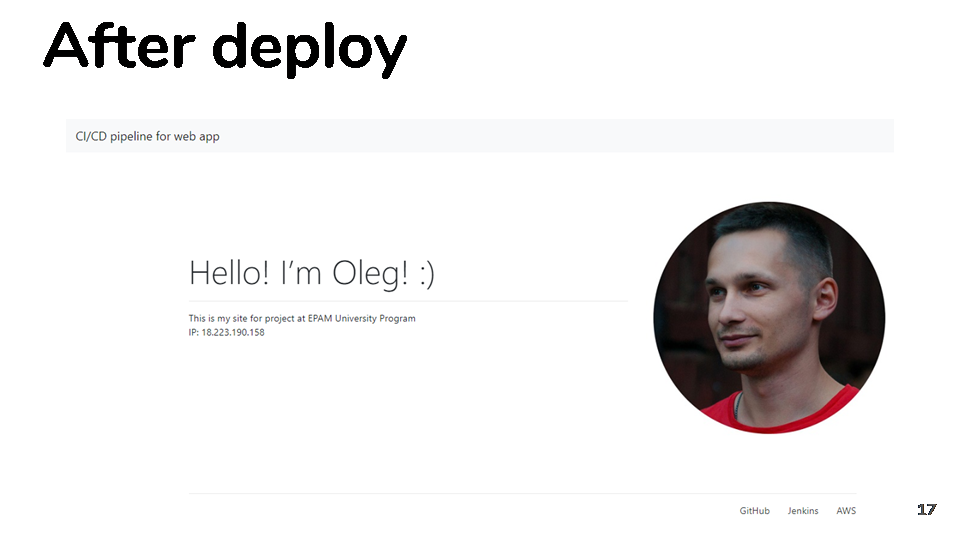 After deploy
CI/CD pipeline for web app
Hello! I’m Oleg! :)
This is my site for project at EPAM University Program
IP: 18.223.190.158
GitHub Jenkins AWS
17